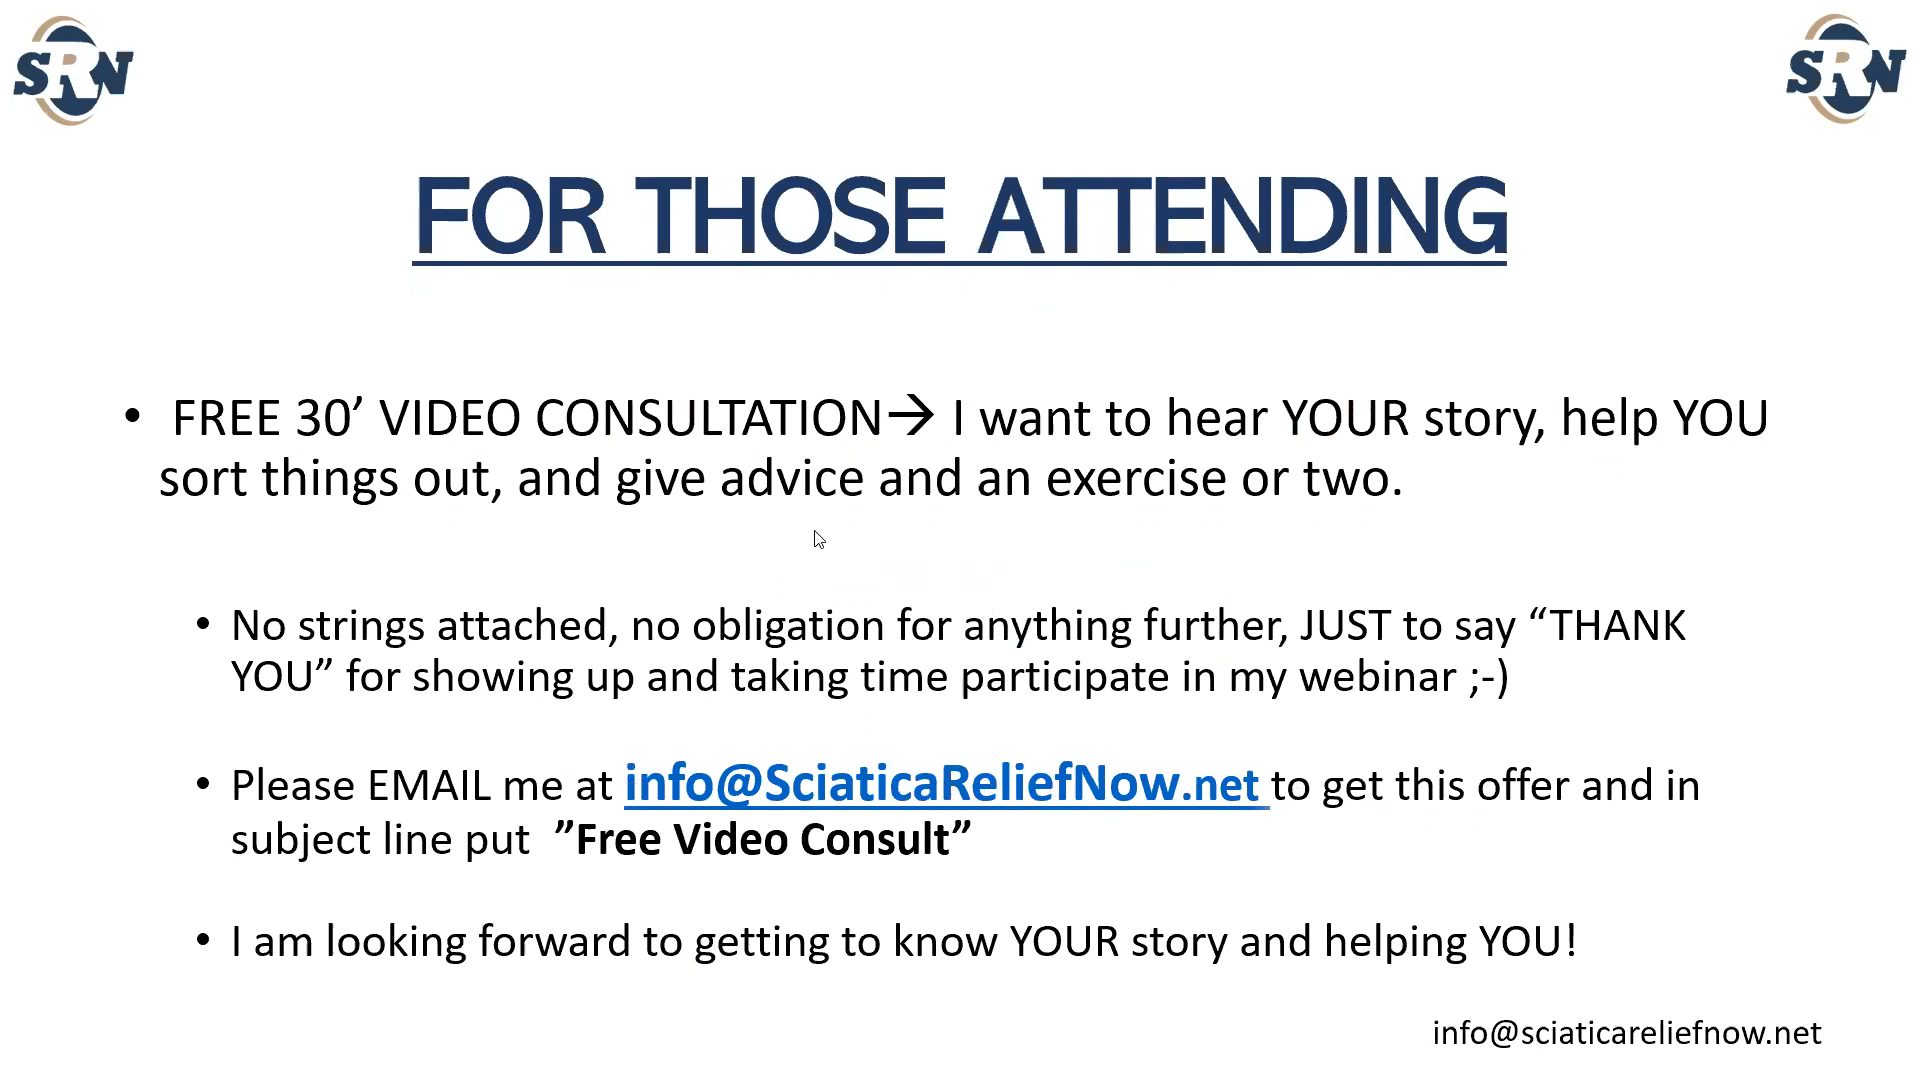 SRN
SRN
FOR THOSE ATTENDING
• FREE 30’ VIDEO CONSULTATION→ I want to hear YOUR story, help YOU
sort things out, and give advice and an exercise or two.
• No strings attached, no obligation for anything further, JUST to say “THANK
YOU” for showing up and taking time participate in my webinar ;-)
• Please EMAIL me at info@SciaticaReliefNow.net to get this offer and in
subject line put ”Free Video Consult”
• I am looking forward to getting to know YOUR story and helping YOU!
info@sciaticareliefnow.net